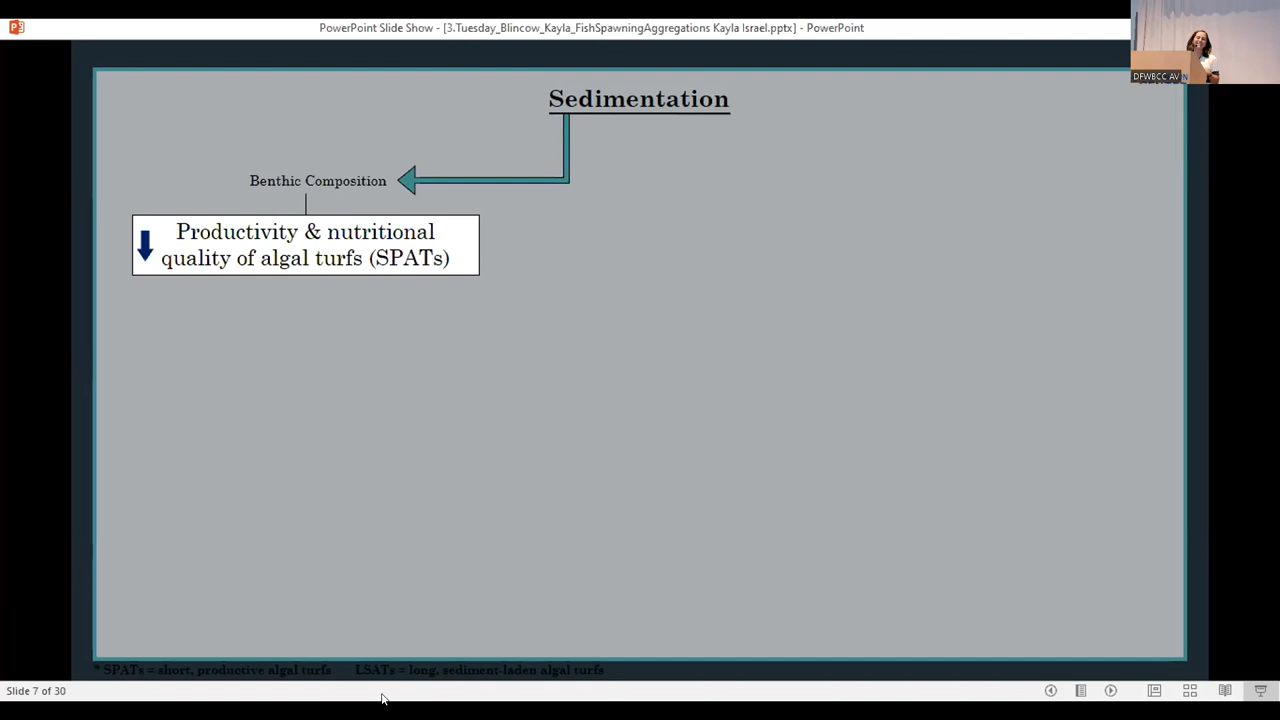 PowerPoint Slide Show - [3.Tuesday_Blincow_Kayla_FishSpawningAggregations Kayla Israel.pptx] - PowerPoint
DFWBCC AV
Sedimentation
Benthic Composition
Productivity & nutritional
quality of algal turfs (SPATs)
* SPATs = short, productive algal turfs LSATs = long, sediment-laden algal turfs
Slide 7 of 30